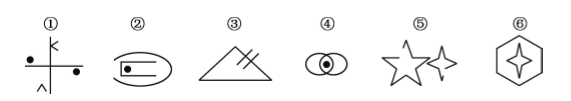 ① ② ③ ④ ⑤ ⑥